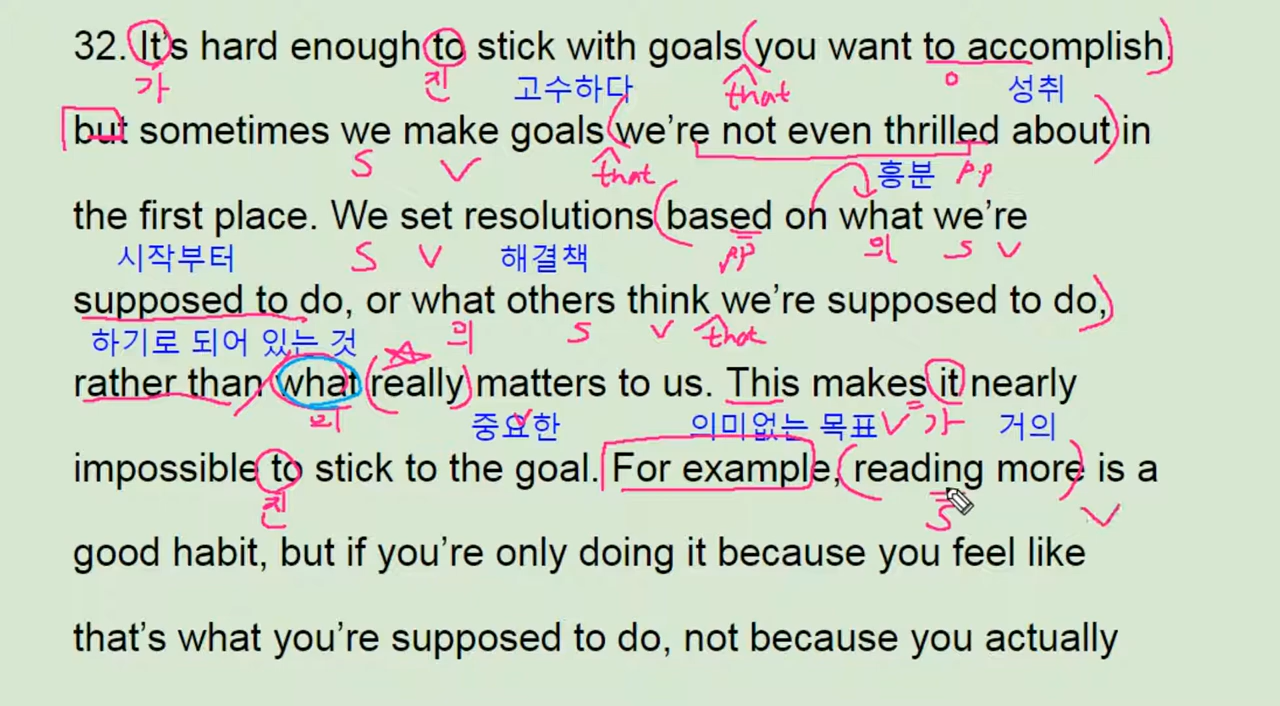 32. It's hard enough to stick with goals you want to accomplish,
가 진 고수하다 that o 성취
but sometimes we make goals we're not even thrilled about in
S V that 흥분 p.p
the first place. We set resolutions based on what we're
시작부터 S V 해결책 pp 의 S V
supposed to do, or what others think we're supposed to do,
하기로 되어 있는 것 의 S V that
rather than what really matters to us. This makes it nearly
중요한 V 의미없는 목표 V 가 거의
impossible to stick to the goal. For example, reading more is a
진 S V
good habit, but if you're only doing it because you feel like
that's what you're supposed to do, not because you actually